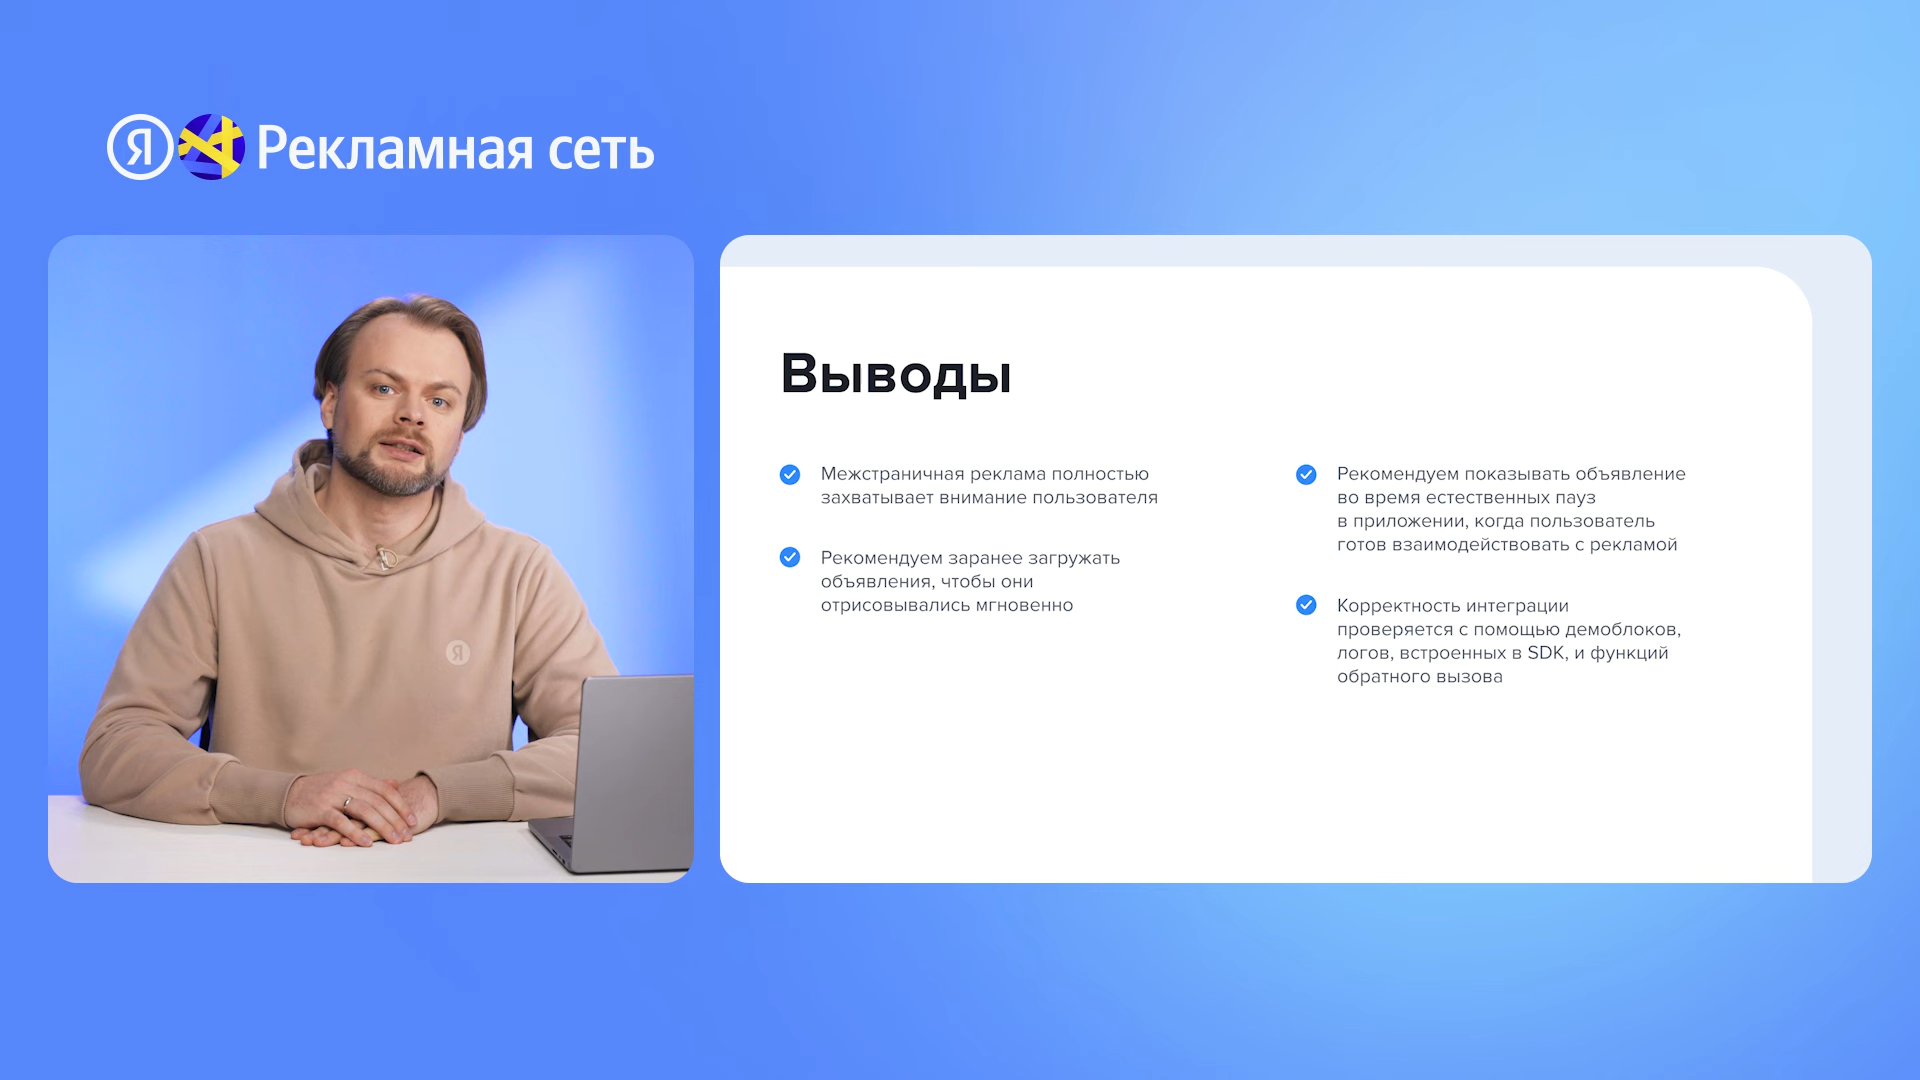 Я Рекламная сеть
Я
Выводы
Межстраничная реклама полностью
захватывает внимание пользователя
Рекомендуем заранее загружать
объявления, чтобы они
отрисовывались мгновенно
Рекомендуем показывать объявление
во время естественных пауз
в приложении, когда пользователь
готов взаимодействовать с рекламой
Корректность интеграции
проверяется с помощью демоблоков,
логов, встроенных в SDK, и функций
обратного вызова